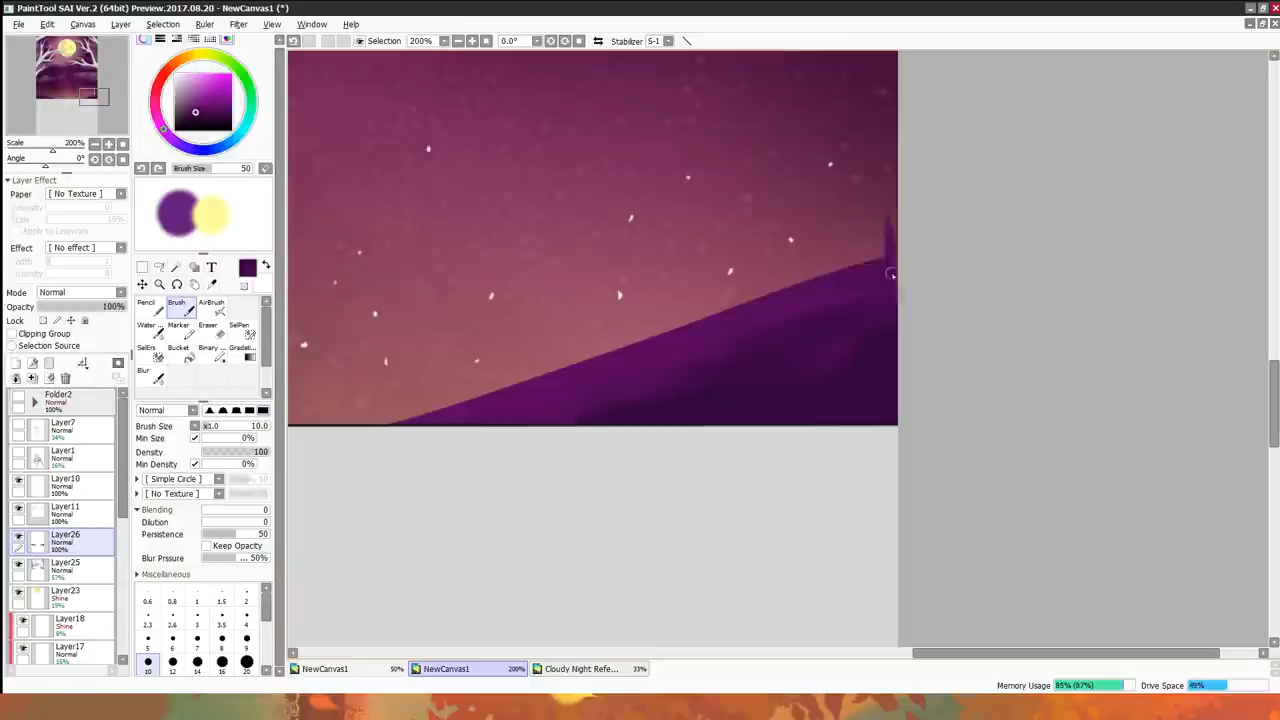 PaintTool SAI Ver.2 (64bit) Preview.2017.08.20 - NewCanvas1 (*)
File Edit Canvas Layer Selection Ruler Filter View Window Help
Selection 200% 0.0° Stabilizer S-1
Scale 200%
Angle 0°
Layer Effect
Paper [ No Texture ]
0
Scale 10%
Apply to Linework
Effect [ No effect ]
Width 1
Intensity 0
Mode Normal
Opacity 100%
Lock
Clipping Group
Selection Source
Folder2
Normal
100%
Layer7
Normal
34%
Layer1
Normal
16%
Layer10
Normal
100%
Layer11
Normal
100%
Layer26
Normal
100%
Layer25
Normal
57%
Layer23
Shine
19%
Layer18
Shine
8%
Layer17
Normal
15%
Brush Size 50
T
Pencil Brush AirBrush
Water ... Marker Eraser SelPen
SelErs Bucket Binary ... Gradati...
Blur
Normal
Brush Size x1.0 10.0
Min Size 0%
Density 100
Min Density 0%
[ Simple Circle ] 50
[ No Texture ]
Blending 0
Dilution 0
Persistence 50
Keep Opacity
Blur Prsure ... 50%
Miscellaneous
0.6 0.8 1 1.5 2
2.3 2.6 3 3.5 4
5 6 7 8 9
10 12 14 16 20
NewCanvas1 50% NewCanvas1 200% Cloudy Night Refe... 33%
Memory Usage 85% (87%) Drive Space 49%